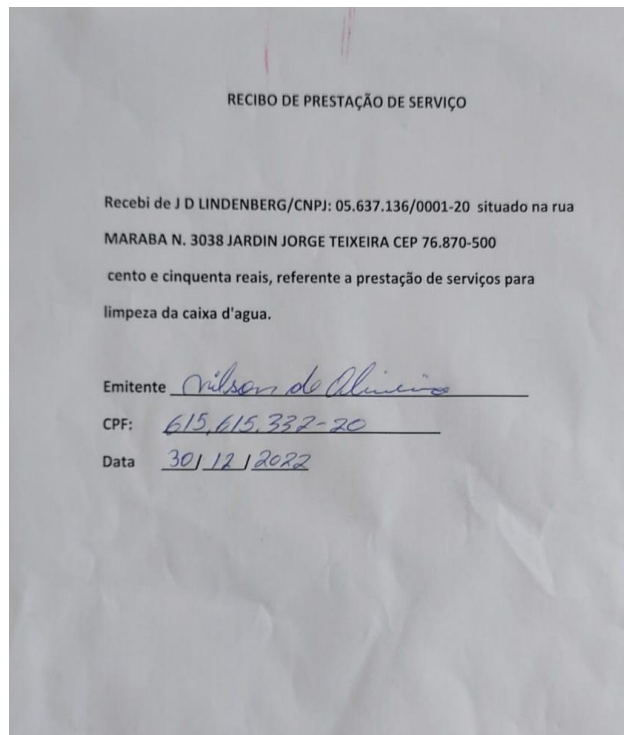 RECIBO DE PRESTAÇÃO DE SERVIÇO
Recebi de J D LINDENBERG/CNPJ: 05.637.136/0001-20 situado na rua
MARABA N. 3038 JARDIN JORGE TEIXEIRA CEP 76.870-500
cento e cinquenta reais, referente a prestação de serviços para
limpeza da caixa d'agua.
Emitente nilson de Oliveira
CPF: 615,615.332-20
Data 30/12/2022